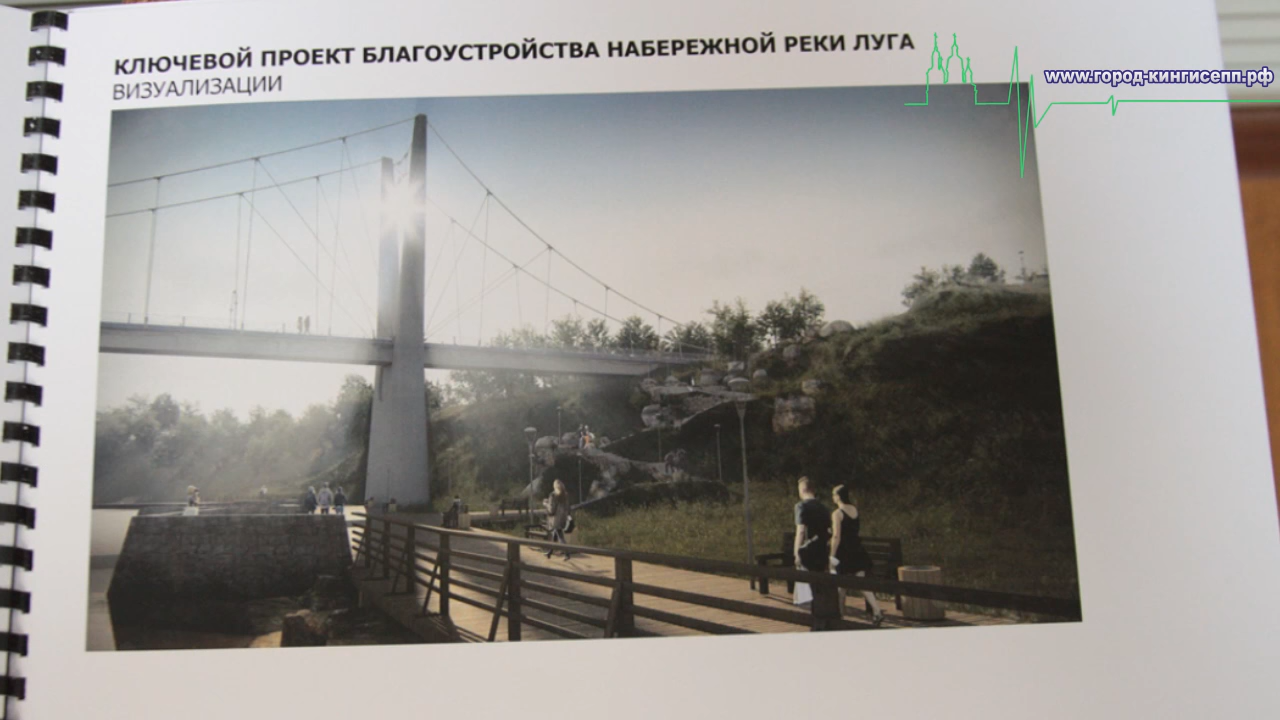 КЛЮЧЕВОЙ ПРОЕКТ БЛАГОУСТРОЙСТВА НАБЕРЕЖНОЙ РЕКИ ЛУГА
ВИЗУАЛИЗАЦИИ
www.город-кингисепп.рф